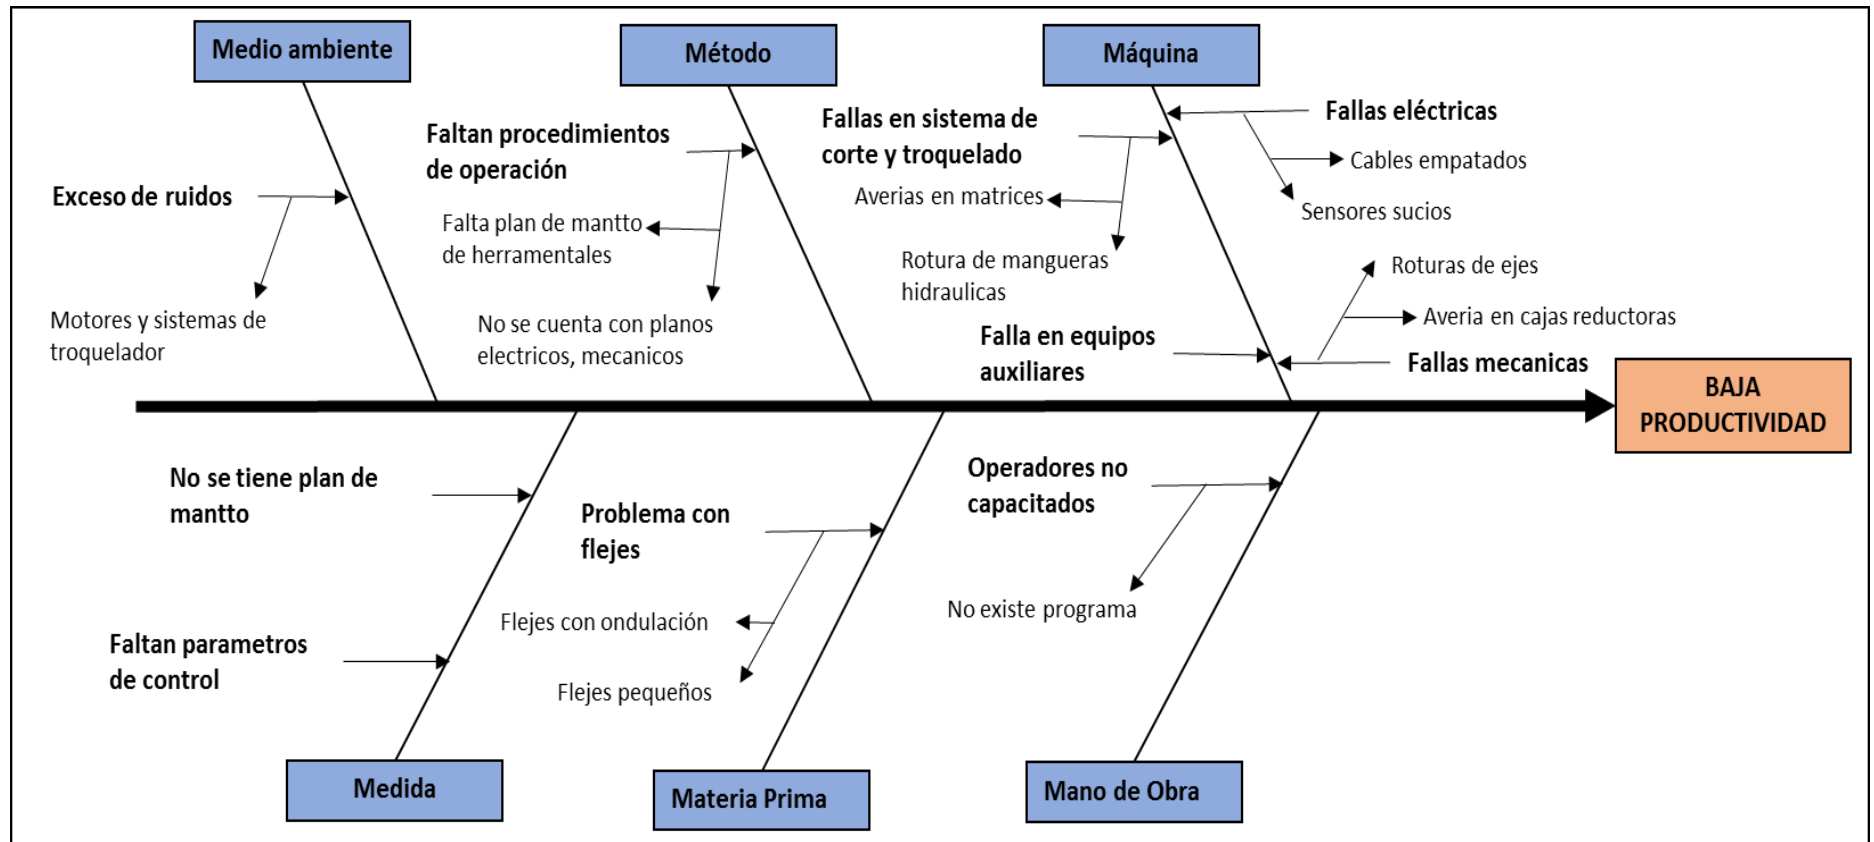 Medio ambiente
Método
Máquina
Exceso de ruidos
Motores y sistemas de
troquelador
Faltan procedimientos
de operación
Falta plan de mantto
de herramentales
No se cuenta con planos
electricos, mecanicos
Fallas en sistema de
corte y troquelado
Averias en matrices
Rotura de mangueras
hidraulicas
Falla en equipos
auxiliares
Fallas eléctricas
Cables empatados
Sensores sucios
Roturas de ejes
Averia en cajas reductoras
Fallas mecanicas
BAJA
PRODUCTIVIDAD
No se tiene plan de
mantto
Faltan parametros
de control
Problema con
flejes
Flejes con ondulación
Flejes pequeños
Operadores no
capacitados
No existe programa
Medida
Materia Prima
Mano de Obra